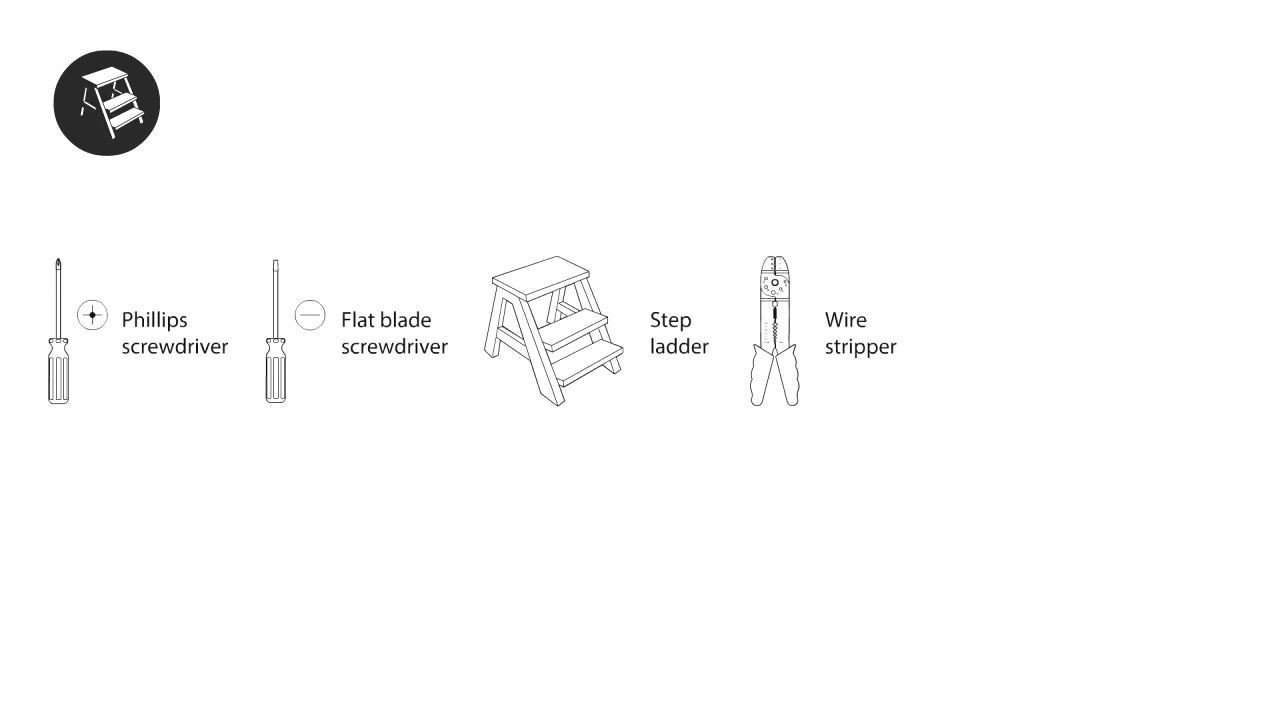 Phillips
screwdriver
Flat blade
screwdriver
Step
ladder
Wire
stripper